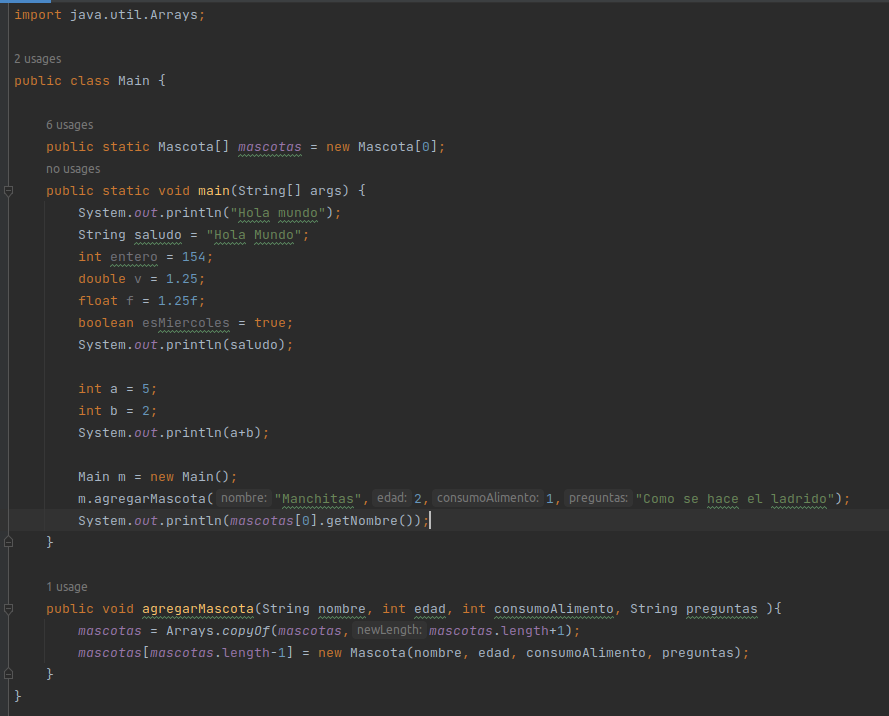 import java.util.Arrays;
2 usages
public class Main {
6 usages
public static Mascota[] mascotas = new Mascota[0];
no usages
public static void main(String[] args) {
System.out.println("Hola mundo");
String saludo = "Hola Mundo";
int entero = 154;
double v = 1.25;
float f = 1.25f;
boolean esMiercoles = true;
System.out.println(saludo);
int a = 5;
int b = 2;
System.out.println(a+b);
Main m = new Main();
m.agregarMascota( nombre: "Manchitas", edad: 2, consumoAlimento: 1, preguntas: "Como se hace el ladrido");
System.out.println(mascotas[0].getNombre());
}
1 usage
public void agregarMascota(String nombre, int edad, int consumoAlimento, String preguntas ){
mascotas = Arrays.copyOf(mascotas, newLength: mascotas.length+1);
mascotas[mascotas.length-1] = new Mascota(nombre, edad, consumoAlimento, preguntas);
}
}